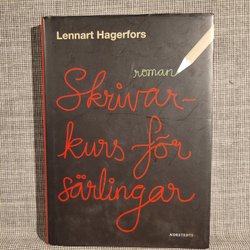 Lennart Hagerfors
roman
Skrivar-
kurs för
särlingar
NORSTEDTS